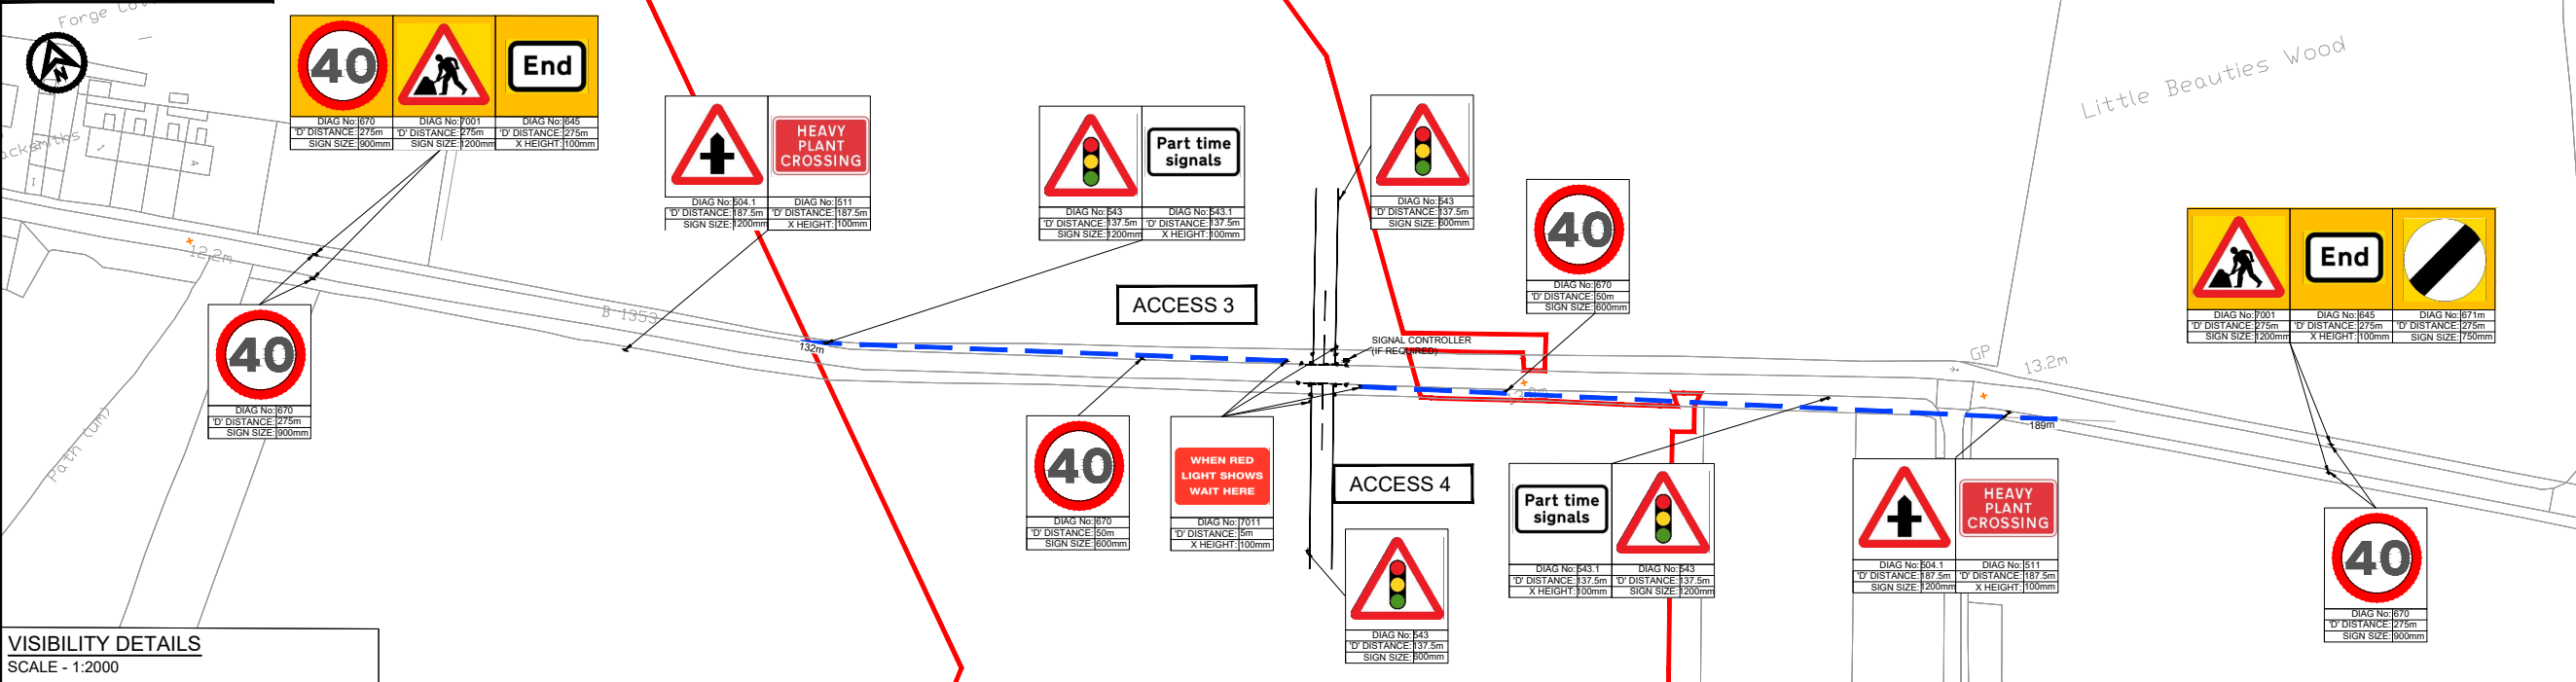 Forge
N
40
End
DIAG No: 670
'D' DISTANCE: 275m
SIGN SIZE: 900mm
DIAG No: 7001
'D' DISTANCE: 275m
SIGN SIZE: 1200mm
DIAG No: 645
'D' DISTANCE: 275m
X HEIGHT: 100mm
acksmiths
1
12.2m
Path (um)
40
DIAG No: 670
'D' DISTANCE: 275m
SIGN SIZE: 900mm
HEAVY
PLANT
CROSSING
DIAG No: 504.1
'D' DISTANCE: 187.5m
SIGN SIZE: 1200mm
DIAG No: 511
'D' DISTANCE: 187.5m
X HEIGHT: 100mm
B 1353
Part time
signals
DIAG No: 543
'D' DISTANCE: 137.5m
SIGN SIZE: 1200mm
DIAG No: 543.1
'D' DISTANCE: 137.5m
X HEIGHT: 100mm
132m
ACCESS 3
DIAG No: 543
'D' DISTANCE: 137.5m
SIGN SIZE: 600mm
SIGNAL CONTROLLER
(IF REQUIRED)
40
DIAG No: 670
'D' DISTANCE: 50m
SIGN SIZE: 600mm
40
DIAG No: 670
'D' DISTANCE: 50m
SIGN SIZE: 600mm
WHEN RED
LIGHT SHOWS
WAIT HERE
DIAG No: 7011
'D' DISTANCE: 5m
X HEIGHT: 100mm
ACCESS 4
DIAG No: 543
'D' DISTANCE: 137.5m
SIGN SIZE: 600mm
Part time
signals
DIAG No: 543.1
'D' DISTANCE: 137.5m
X HEIGHT: 100mm
DIAG No: 543
'D' DISTANCE: 137.5m
SIGN SIZE: 1200mm
HEAVY
PLANT
CROSSING
DIAG No: 504.1
'D' DISTANCE: 187.5m
SIGN SIZE: 1200mm
DIAG No: 511
'D' DISTANCE: 187.5m
X HEIGHT: 100mm
189m
GP
13.2m
Little Beauties Wood
End
DIAG No: 7001
'D' DISTANCE: 275m
SIGN SIZE: 1200mm
DIAG No: 645
'D' DISTANCE: 275m
X HEIGHT: 100mm
DIAG No: 671m
'D' DISTANCE: 275m
SIGN SIZE: 750mm
40
DIAG No: 670
'D' DISTANCE: 275m
SIGN SIZE: 900mm
VISIBILITY DETAILS
SCALE - 1:2000